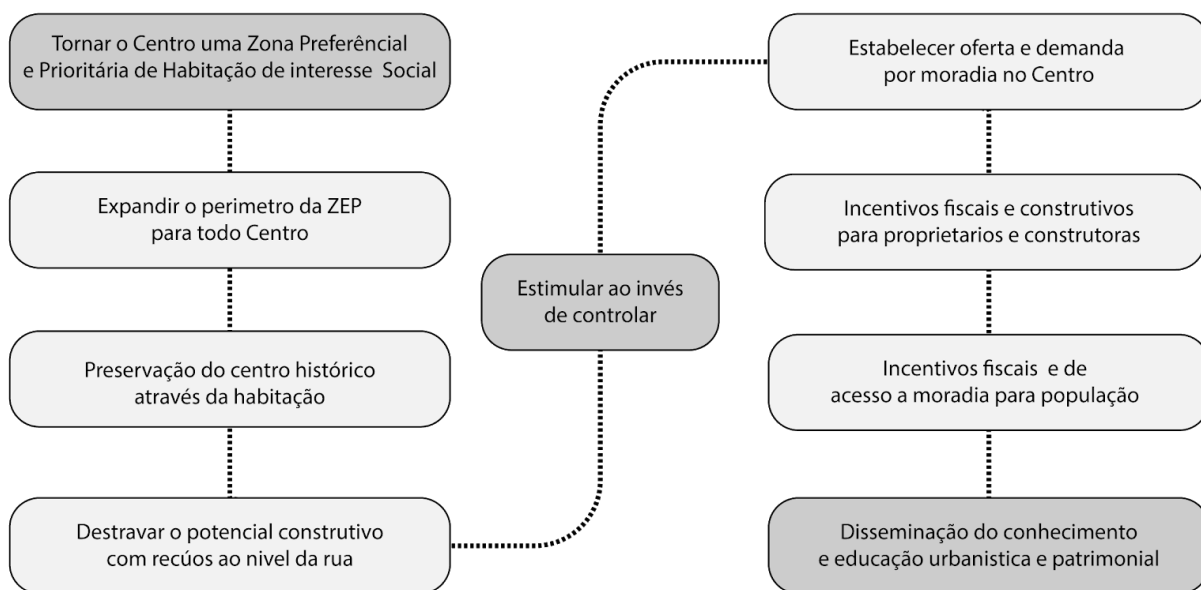 Tornar o Centro uma Zona Preferêncial
e Prioritária de Habitação de interesse Social
Expandir o perimetro da ZEP
para todo Centro
Preservação do centro histórico
através da habitação
Destravar o potencial construtivo
com recúos ao nivel da rua
Estimular ao invés
de controlar
Estabelecer oferta e demanda
por moradia no Centro
Incentivos fiscais e construtivos
para proprietarios e construtoras
Incentivos fiscais e de
acesso a moradia para população
Disseminação do conhecimento
e educação urbanistica e patrimonial